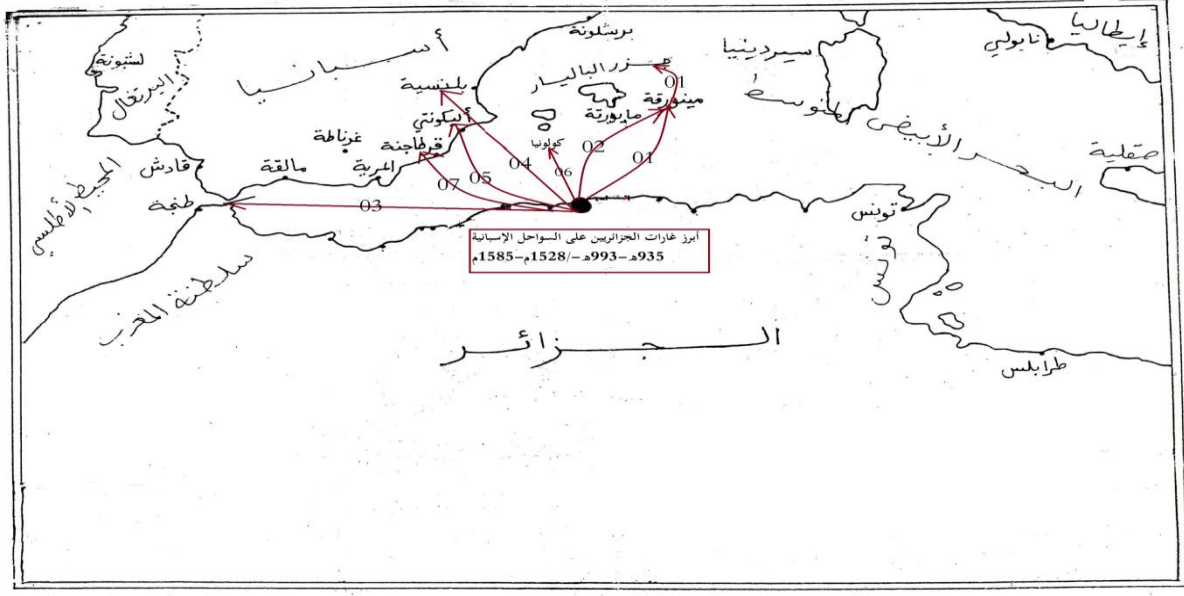 برشلونة
إيطاليا
نابولي
سيردينيا
أسبانيا
لشبونة
البرتغال
جزر الباليار
01
بلنسية
مينورقة
مايورقة
المتوسط
البحر الأبيض
أليكونتي
غرناطة
قرطاجنة
كولونيا
02
01
صقلية
04
المرية
مالقة
قادش
05
06
07
المحيط الأطلسي
طنجة
03
تونس
أبرز غارات الجزائريين على السواحل الإسبانية
935هـ-993هـ-/1528م-1585م
تونس
سلطنة المغرب
الجزائر
طرابلس